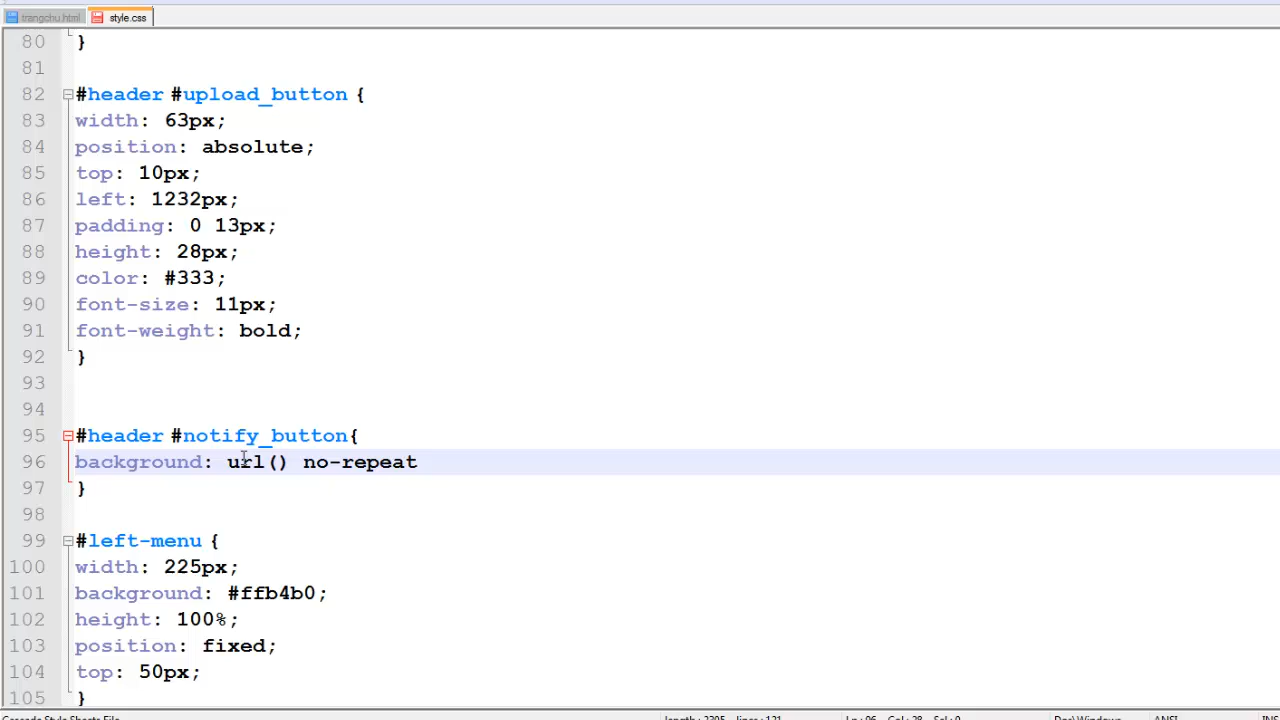 trangchu.html style.css
80 }
81
82 #header #upload_button {
83 width: 63px;
84 position: absolute;
85 top: 10px;
86 left: 1232px;
87 padding: 0 13px;
88 height: 28px;
89 color: #333;
90 font-size: 11px;
91 font-weight: bold;
92 }
93
94
95 #header #notify_button{
96 background: url() no-repeat
97 }
98
99 #left-menu {
100 width: 225px;
101 background: #ffb4b0;
102 height: 100%;
103 position: fixed;
104 top: 50px;
105 }